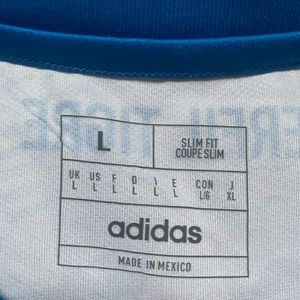 L
SLIM FIT
COUPE SLIM
UK US F D \ E CON J
L L L L L L L/G XL
adidas
MADE IN MEXICO